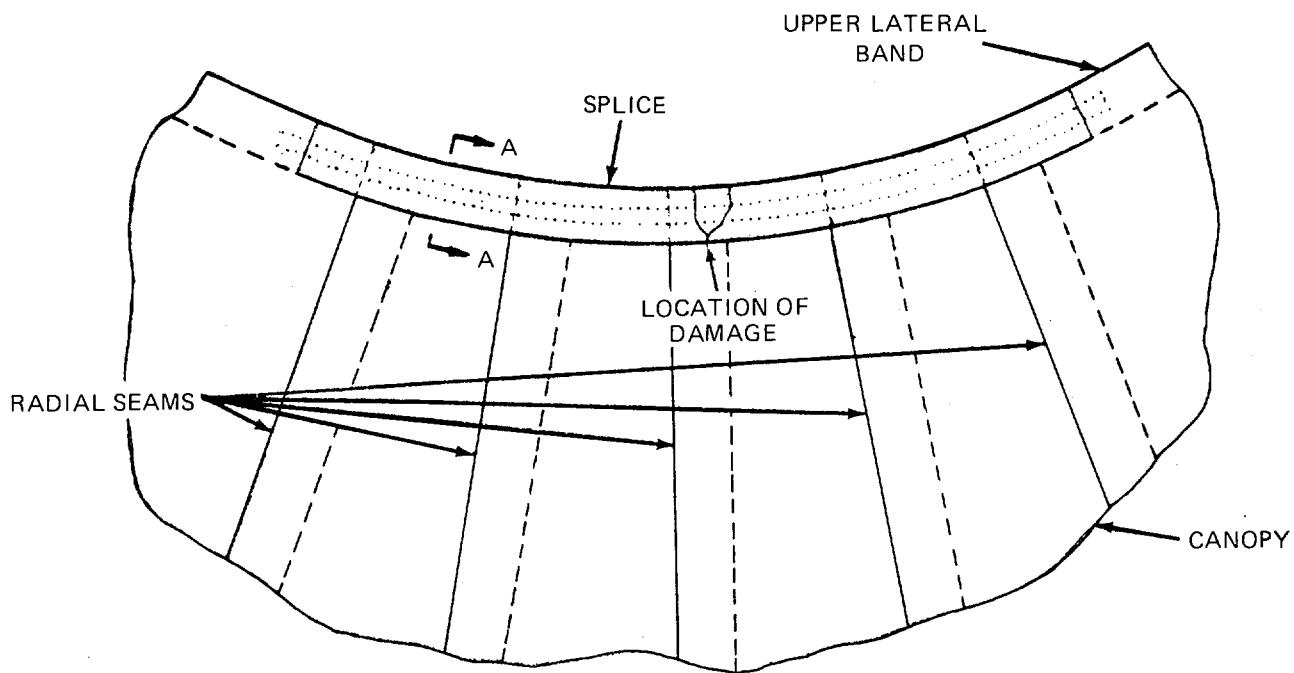 UPPER LATERAL
BAND
SPLICE
A
A
LOCATION OF
DAMAGE
RADIAL SEAMS
CANOPY